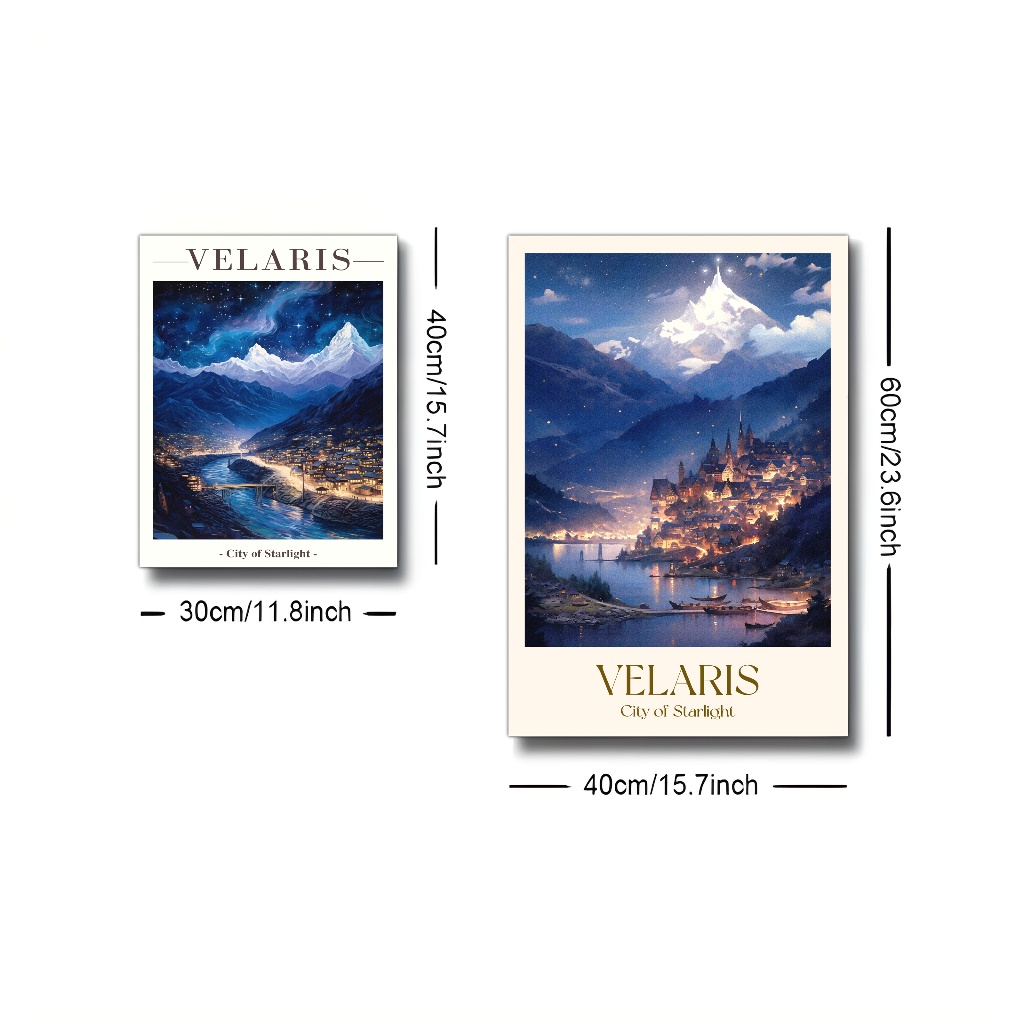 VELARIS
- City of Starlight -
40cm/15.7inch
30cm/11.8inch
VELARIS
City of Starlight
60cm/23.6inch
40cm/15.7inch